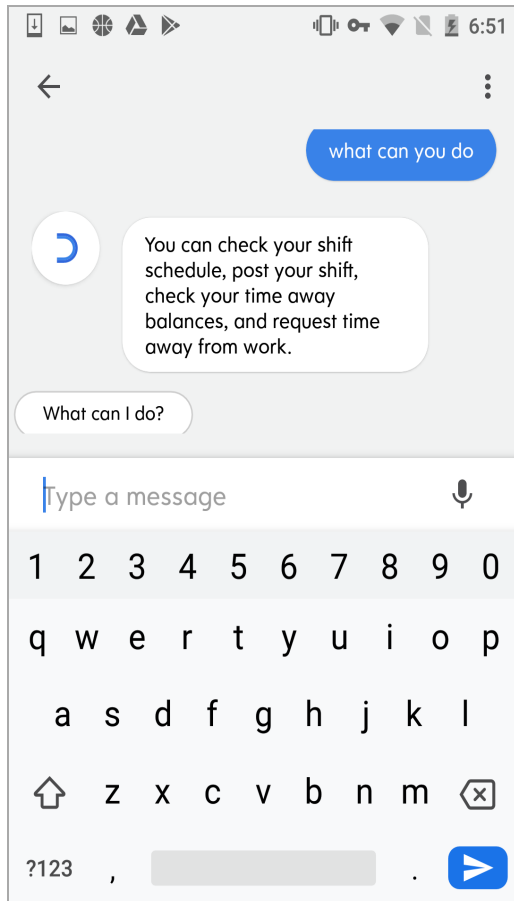 6:51
what can you do
You can check your shift
schedule, post your shift,
check your time away
balances, and request time
away from work.
What can I do?
Type a message
1 2 3 4 5 6 7 8 9 0
q w e r t y u i o p
a s d f g h j k l
z x c v b n m
?123 , .